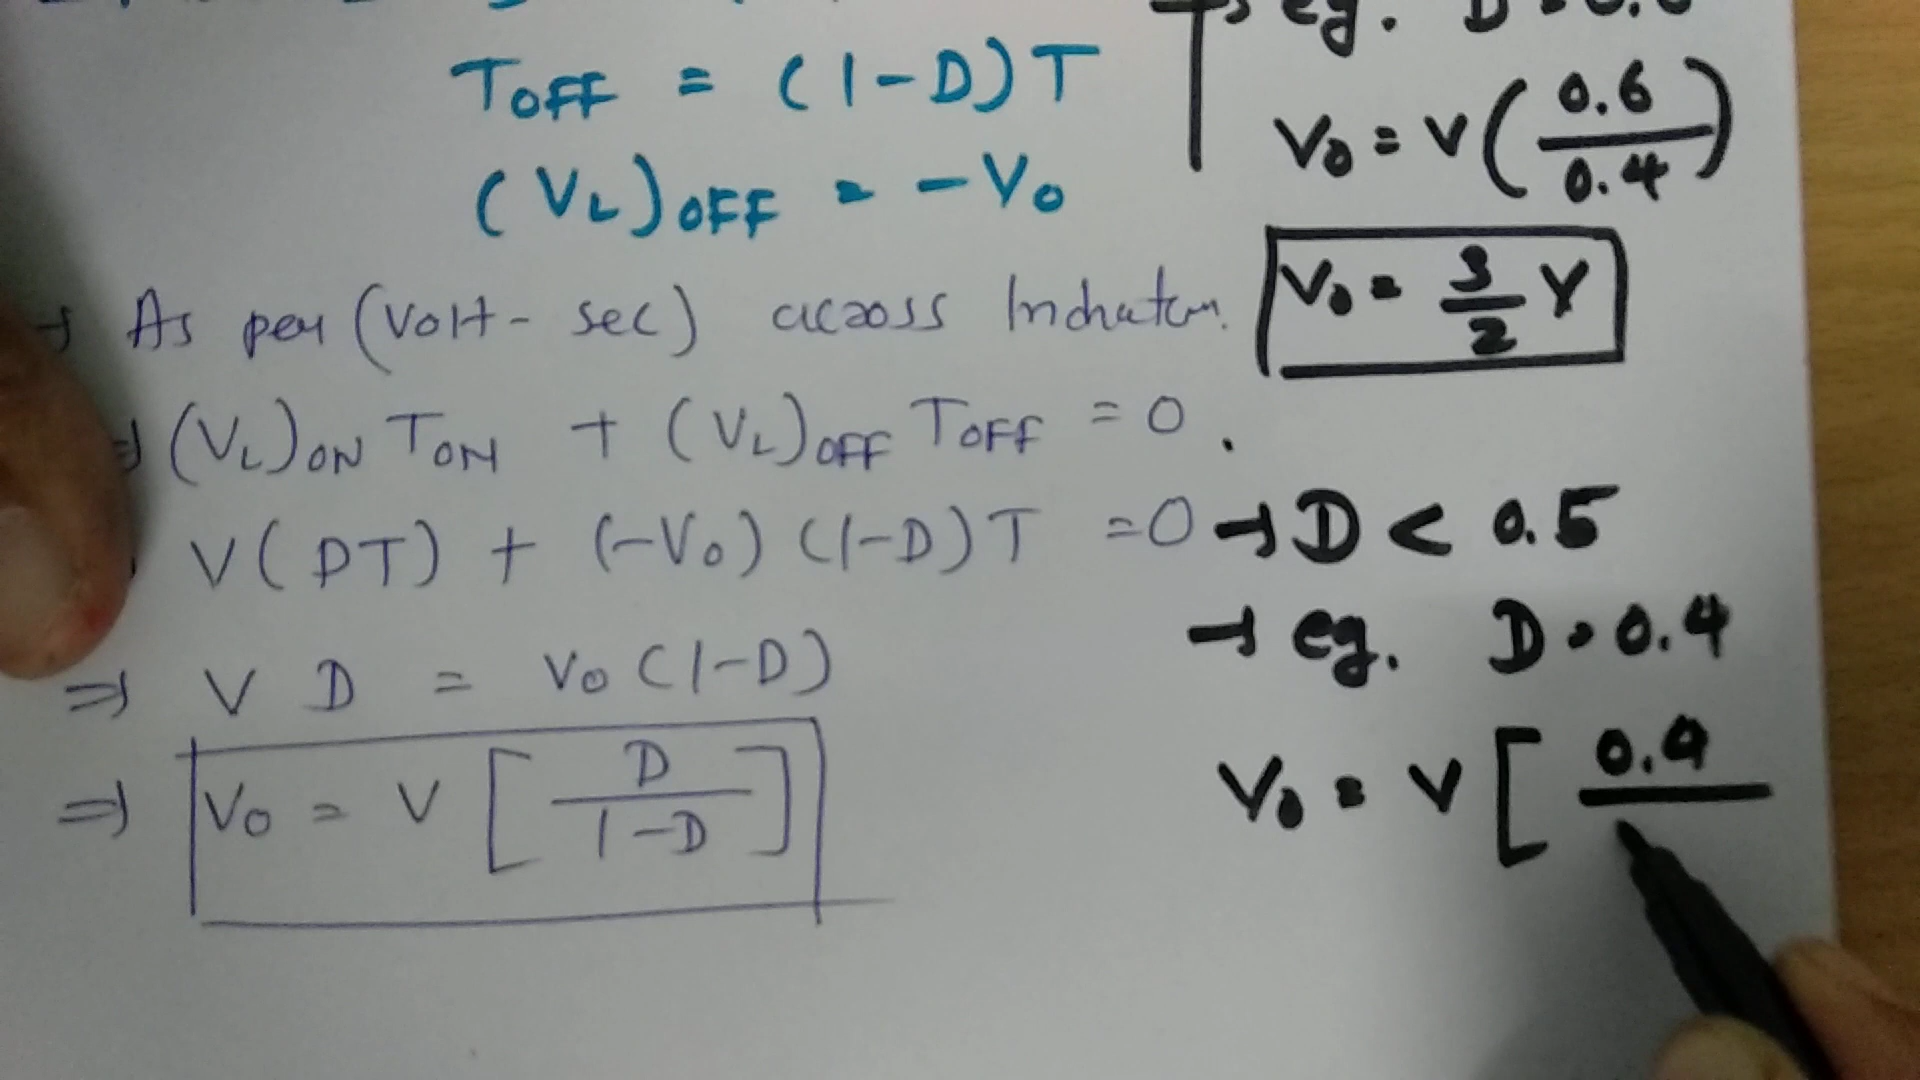 TOFF = (1-D)T
(VL)OFF = -Vo
As per (Volt-sec) across Inductor.
(VL)ON TON + (VL)OFF TOFF = 0.
V(DT) + (-Vo) (1-D)T = 0
⇒ V D = Vo (1-D)
⇒ Vo = V [ D / 1-D ]
eg. D = 0.6
Vo = V ( 0.6 / 0.4 )
Vo = 3/2 V
→ D < 0.5
→ eg. D = 0.4
Vo = V [ 0.4 /